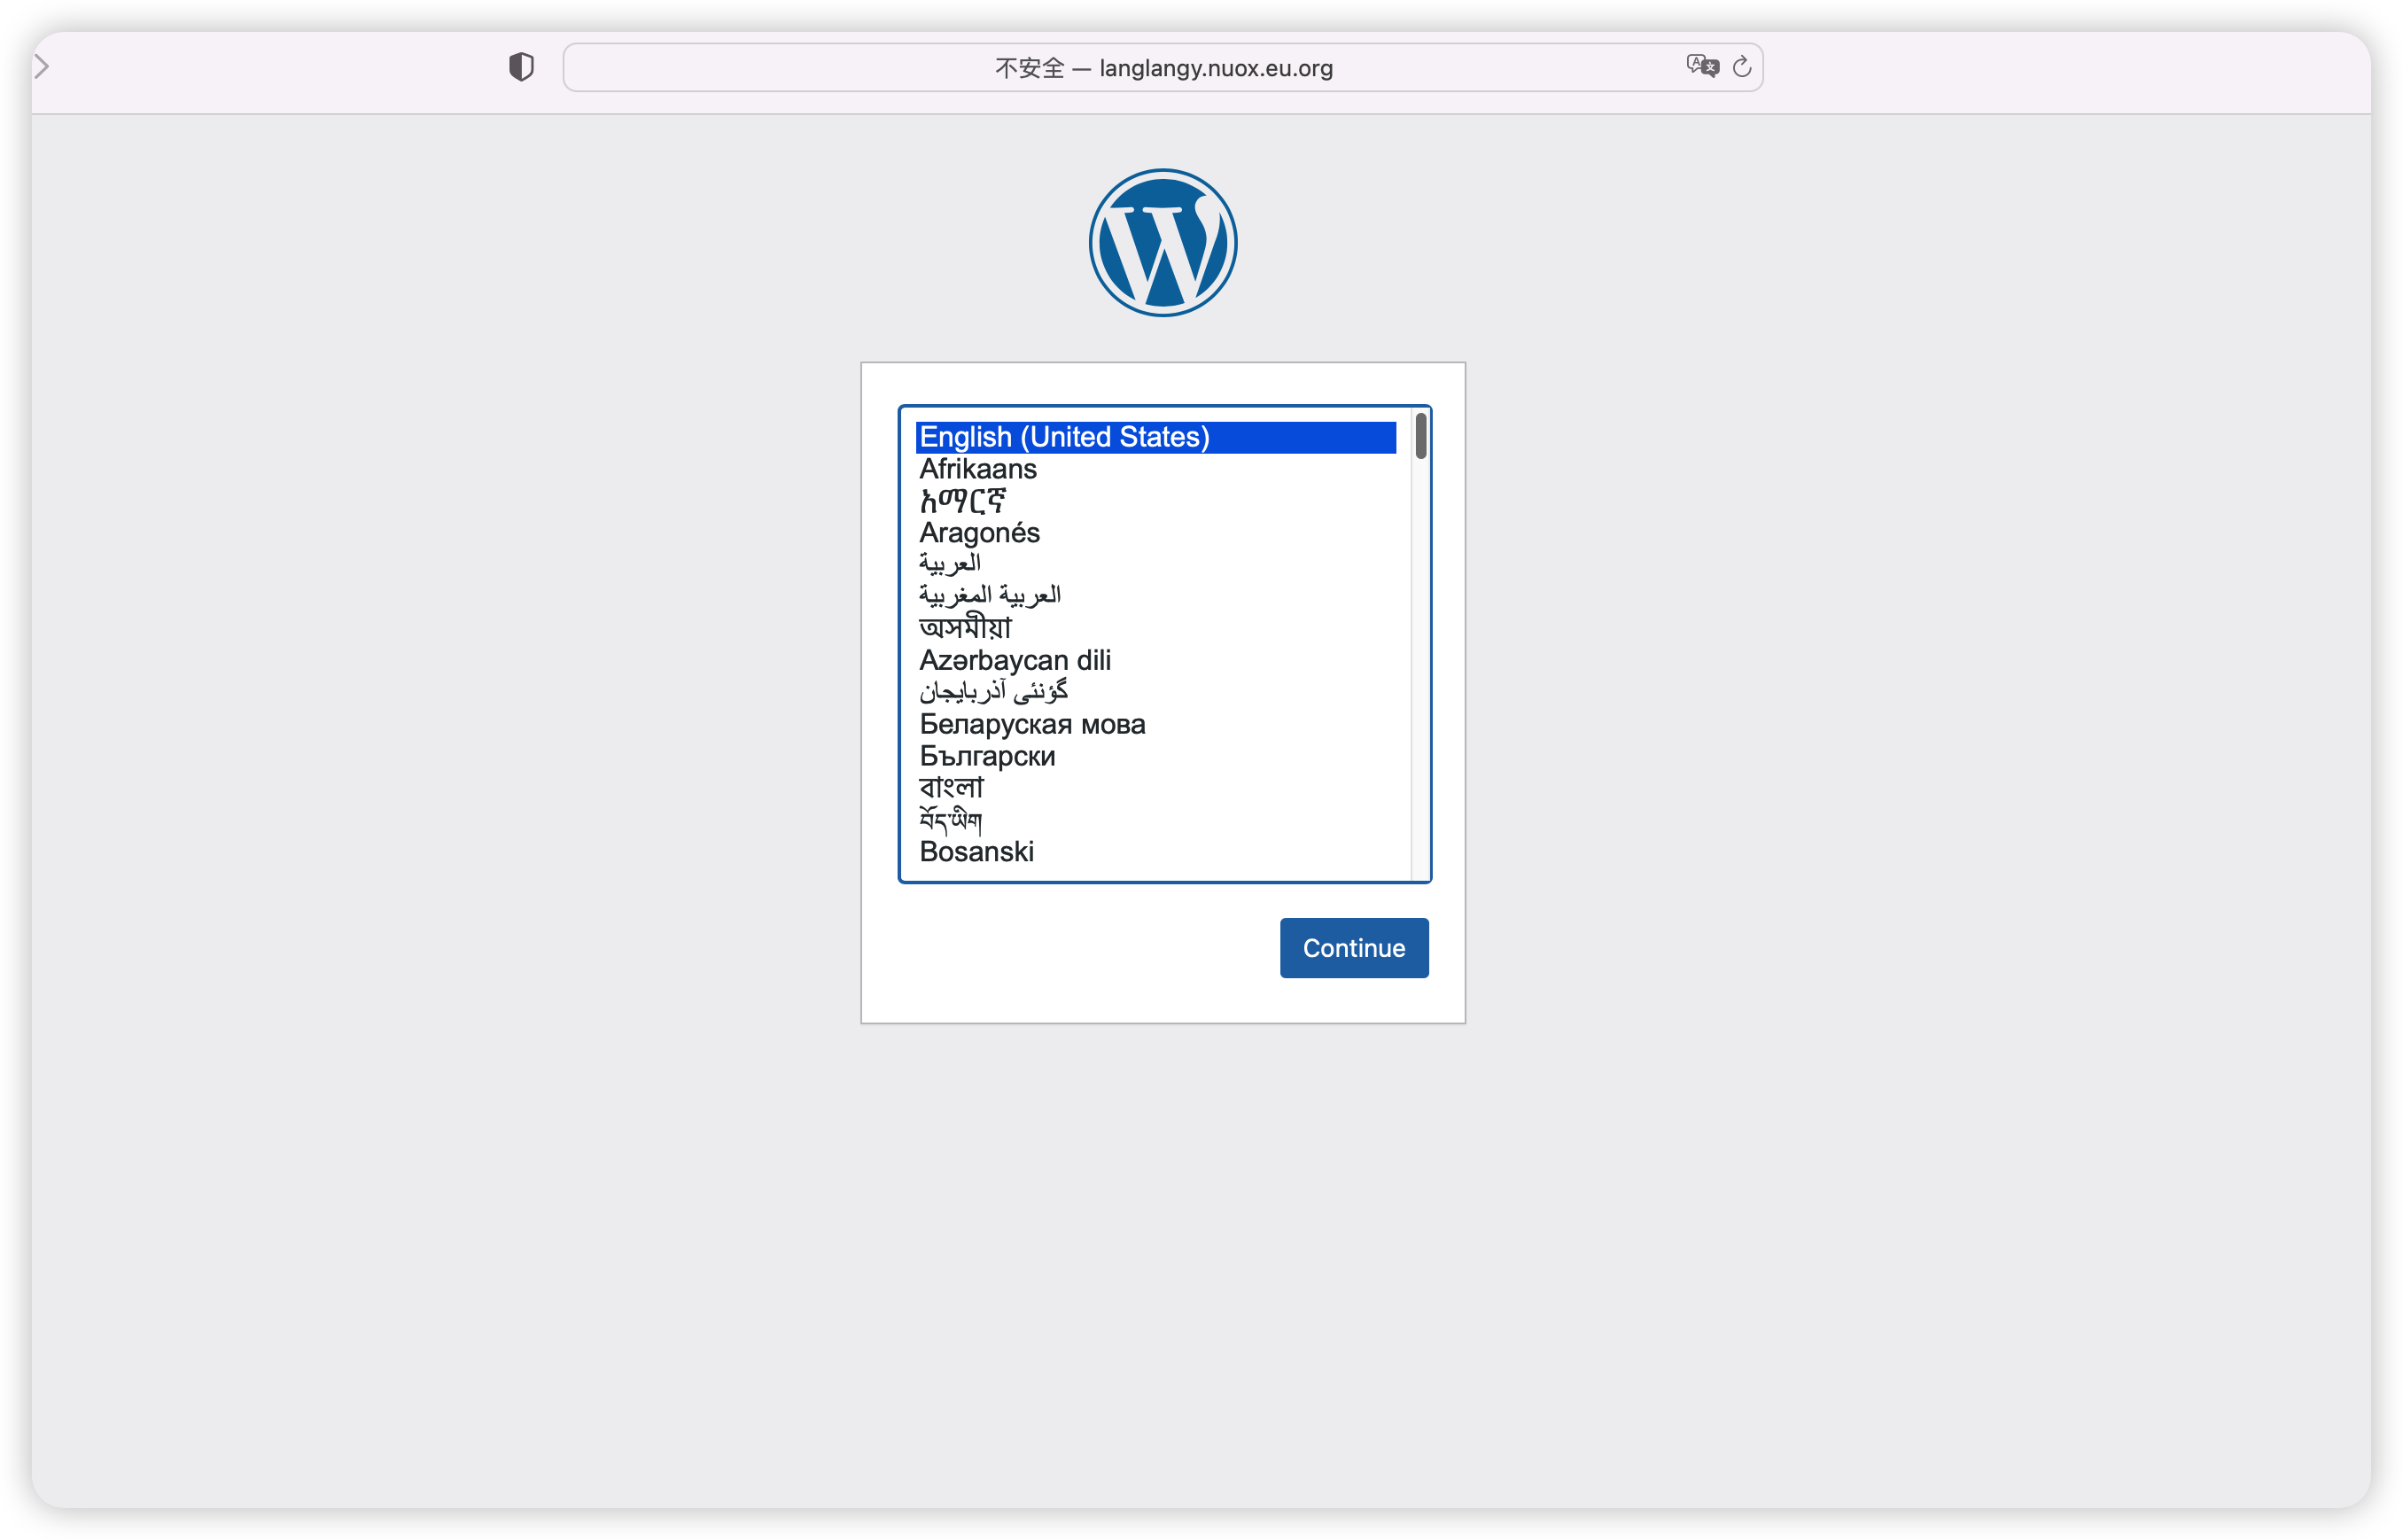 不安全 — langlangy.nuox.eu.org
English (United States)
Afrikaans
አማርኛ
Aragonés
العربية
العربية المغربية
অসমীয়া
Azərbaycan dili
گؤنئی آذربایجان
Беларуская мова
Български
বাংলা
བོད་ཡིག
Bosanski
Continue